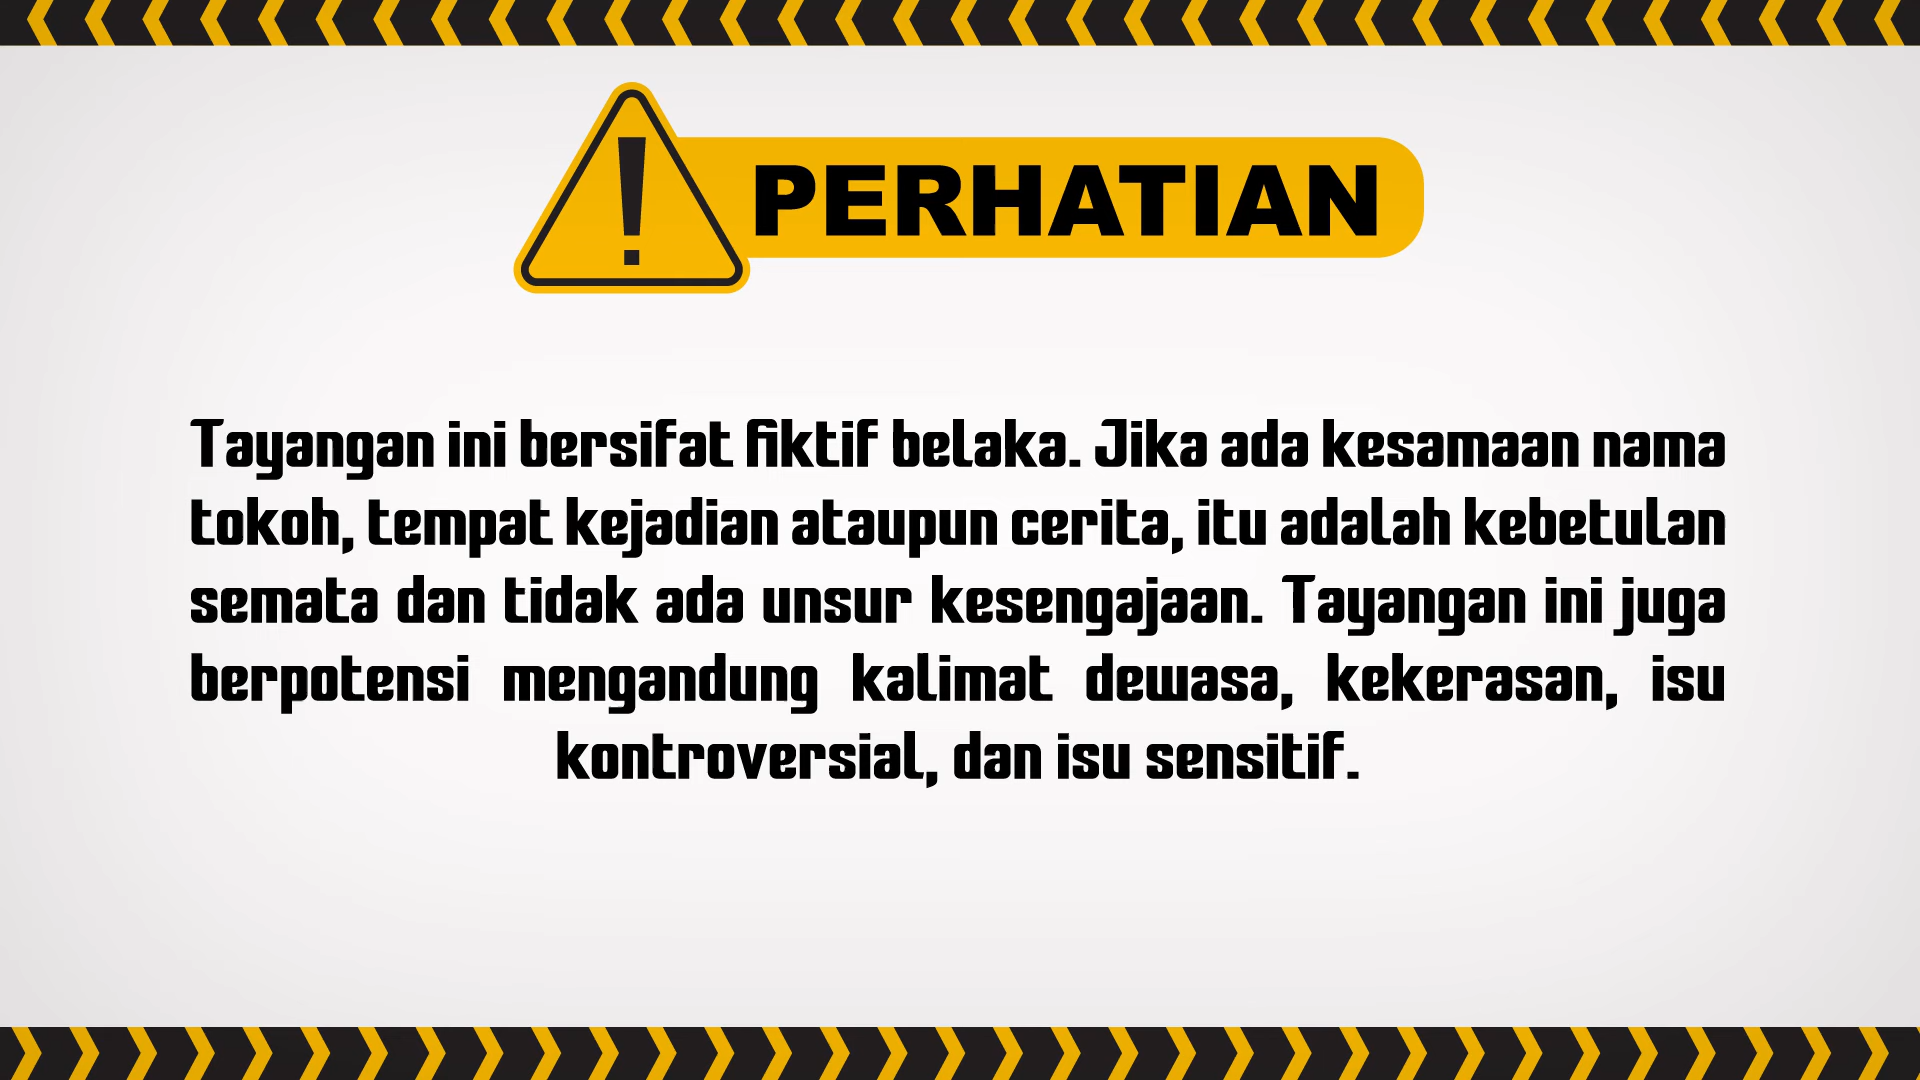 PERHATIAN
Tayangan ini bersifat fiktif belaka. Jika ada kesamaan nama
tokoh, tempat kejadian ataupun cerita, itu adalah kebetulan
semata dan tidak ada unsur kesengajaan. Tayangan ini juga
berpotensi mengandung kalimat dewasa, kekerasan, isu
kontroversial, dan isu sensitif.